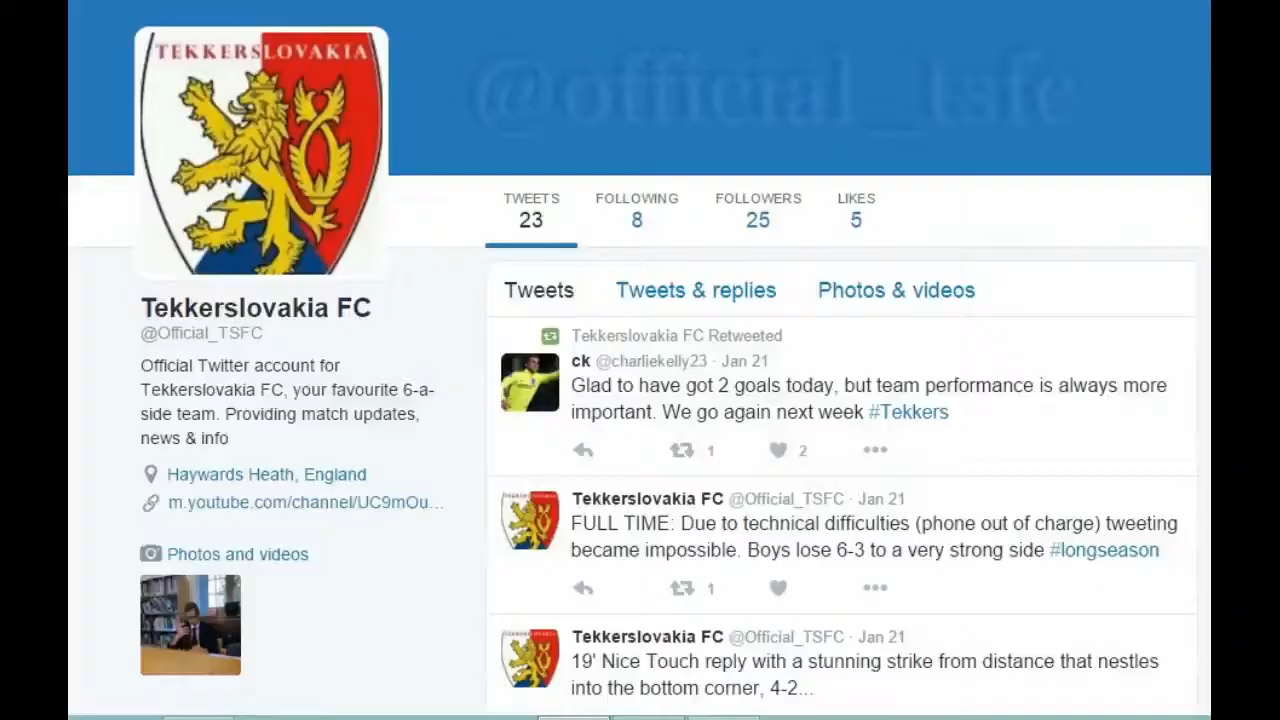 TEKKERSLOVAKIA
@official_tsfc
TWEETS FOLLOWING FOLLOWERS LIKES
23 8 25 5
Tekkerslovakia FC
@Official_TSFC
Official Twitter account for
Tekkerslovakia FC, your favourite 6-a-
side team. Providing match updates,
news & info
Haywards Heath, England
m.youtube.com/channel/UC9mOu...
Photos and videos
Tweets Tweets & replies Photos & videos
Tekkerslovakia FC Retweeted
ck @charliekelly23 · Jan 21
Glad to have got 2 goals today, but team performance is always more
important. We go again next week #Tekkers
1 2
Tekkerslovakia FC @Official_TSFC · Jan 21
FULL TIME: Due to technical difficulties (phone out of charge) tweeting
became impossible. Boys lose 6-3 to a very strong side #longseason
1
Tekkerslovakia FC @Official_TSFC · Jan 21
19' Nice Touch reply with a stunning strike from distance that nestles
into the bottom corner, 4-2...